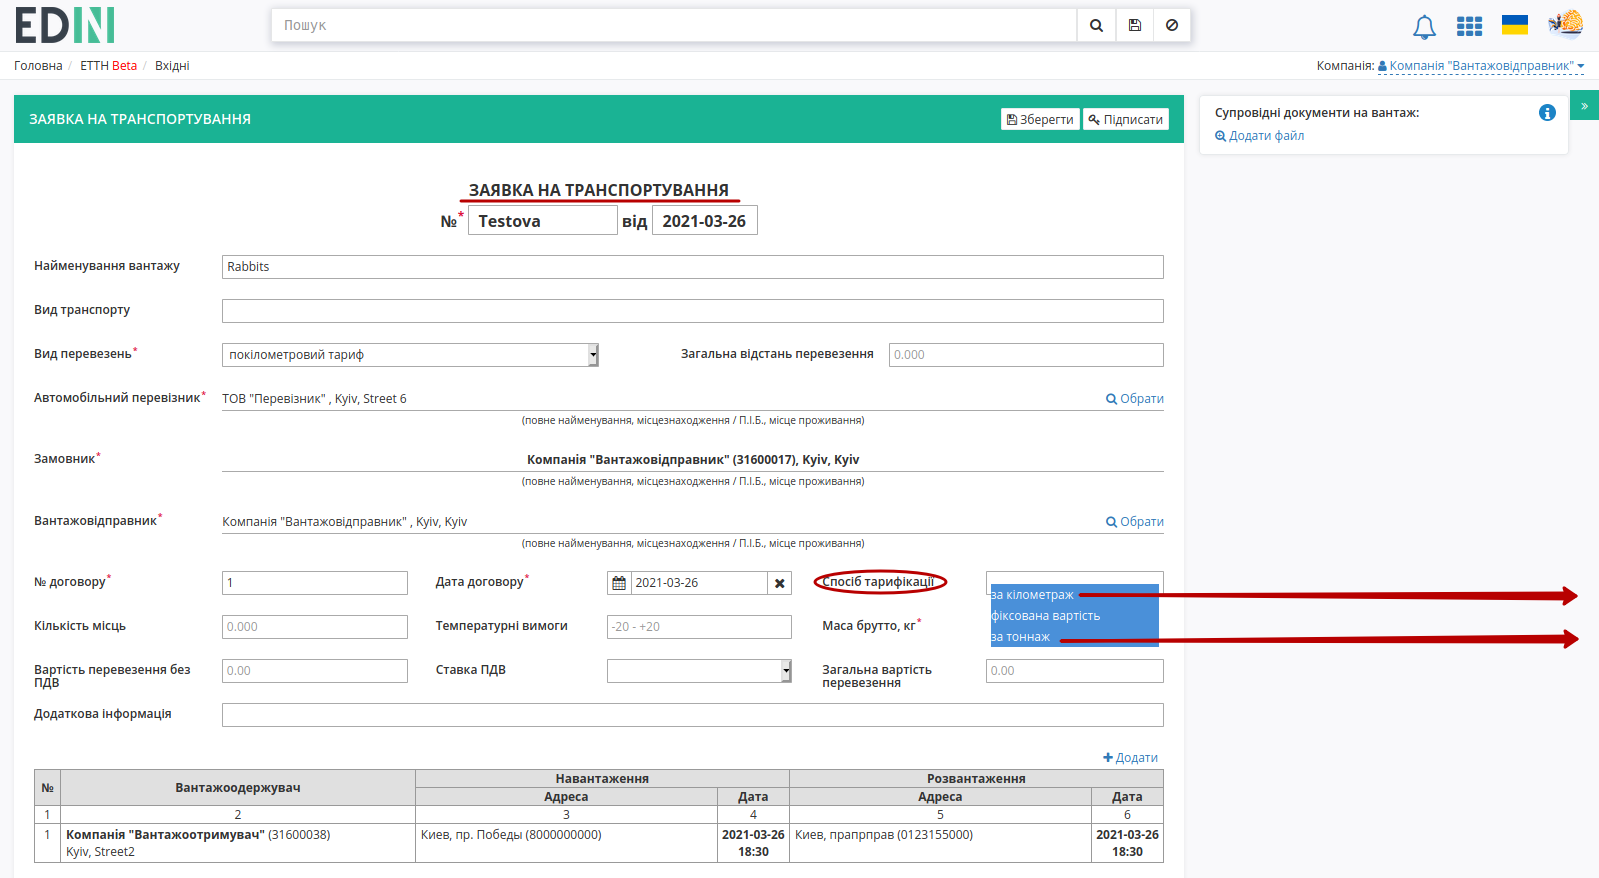 EDIN
Пошук
Головна / ЕТТН Beta / Вхідні
Компанія: Компанія "Вантажовідправник"
ЗАЯВКА НА ТРАНСПОРТУВАННЯ
Зберегти Підписати
Супровідні документи на вантаж:
Додати файл
ЗАЯВКА НА ТРАНСПОРТУВАННЯ
№* Testova від 2021-03-26
Найменування вантажу Rabbits
Вид транспорту
Вид перевезень* покілометровий тариф Загальна відстань перевезення 0.000
Автомобільний перевізник* ТОВ "Перевізник" , Kyiv, Street 6 Обрати
(повне найменування, місцезнаходження / П.І.Б., місце проживання)
Замовник* Компанія "Вантажовідправник" (31600017), Kyiv, Kyiv
(повне найменування, місцезнаходження / П.І.Б., місце проживання)
Вантажовідправник* Компанія "Вантажовідправник" , Kyiv, Kyiv Обрати
(повне найменування, місцезнаходження / П.І.Б., місце проживання)
№ договору* 1 Дата договору* 2021-03-26 Спосіб тарифікації
за кілометраж
фіксована вартість
за тоннаж
Кількість місць 0.000 Температурні вимоги -20 - +20 Маса брутто, кг*
Вартість перевезення без ПДВ 0.00 Ставка ПДВ Загальна вартість перевезення 0.00
Додаткова інформація
Додати
№ Вантажоодержувач Навантаження Розвантаження
Адреса Дата Адреса Дата
1 2 3 4 5 6
1 Компанія "Вантажоотримувач" (31600038) Киев, пр. Победы (8000000000) 2021-03-26 Киев, прапрправ (0123155000) 2021-03-26
Kyiv, Street2 18:30 18:30